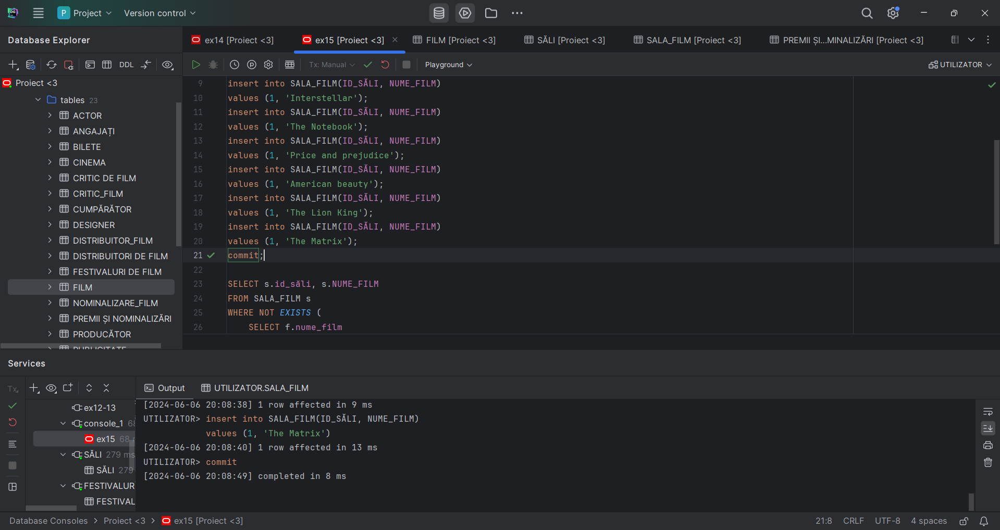 P Project Version control
Database Explorer
DDL
Proiect <3
tables 23
ACTOR
ANGAJAȚI
BILETE
CINEMA
CRITIC DE FILM
CRITIC_FILM
CUMPĂRĂTOR
DESIGNER
DISTRIBUITOR_FILM
DISTRIBUITORI DE FILM
FESTIVALURI DE FILM
FILM
NOMINALIZARE_FILM
PREMII ȘI NOMINALIZĂRI
PRODUCĂTOR
PUBLICITATE
ex14 [Proiect <3] ex15 [Proiect <3] FILM [Proiect <3] SĂLI [Proiect <3] SALA_FILM [Proiect <3] PREMII ȘI...MINALIZĂRI [Proiect <3]
Tx: Manual Playground UTILIZATOR
9 insert into SALA_FILM(ID_SĂLI, NUME_FILM)
10 values (1, 'Interstellar');
11 insert into SALA_FILM(ID_SĂLI, NUME_FILM)
12 values (1, 'The Notebook');
13 insert into SALA_FILM(ID_SĂLI, NUME_FILM)
14 values (1, 'Price and prejudice');
15 insert into SALA_FILM(ID_SĂLI, NUME_FILM)
16 values (1, 'American beauty');
17 insert into SALA_FILM(ID_SĂLI, NUME_FILM)
18 values (1, 'The Lion King');
19 insert into SALA_FILM(ID_SĂLI, NUME_FILM)
20 values (1, 'The Matrix');
21 commit;
22
23 SELECT s.id_săli, s.NUME_FILM
24 FROM SALA_FILM s
25 WHERE NOT EXISTS (
26 SELECT f.nume_film
Services
Tx
ex12-13
console_1 68
ex15 68
SĂLI 279 ms
SĂLI 279
FESTIVALUR
FESTIVAL
Output UTILIZATOR.SALA_FILM
[2024-06-06 20:08:38] 1 row affected in 9 ms
UTILIZATOR> insert into SALA_FILM(ID_SĂLI, NUME_FILM)
values (1, 'The Matrix')
[2024-06-06 20:08:40] 1 row affected in 13 ms
UTILIZATOR> commit
[2024-06-06 20:08:49] completed in 8 ms
Database Consoles > Proiect <3 > ex15 [Proiect <3] 21:8 CRLF UTF-8 4 spaces